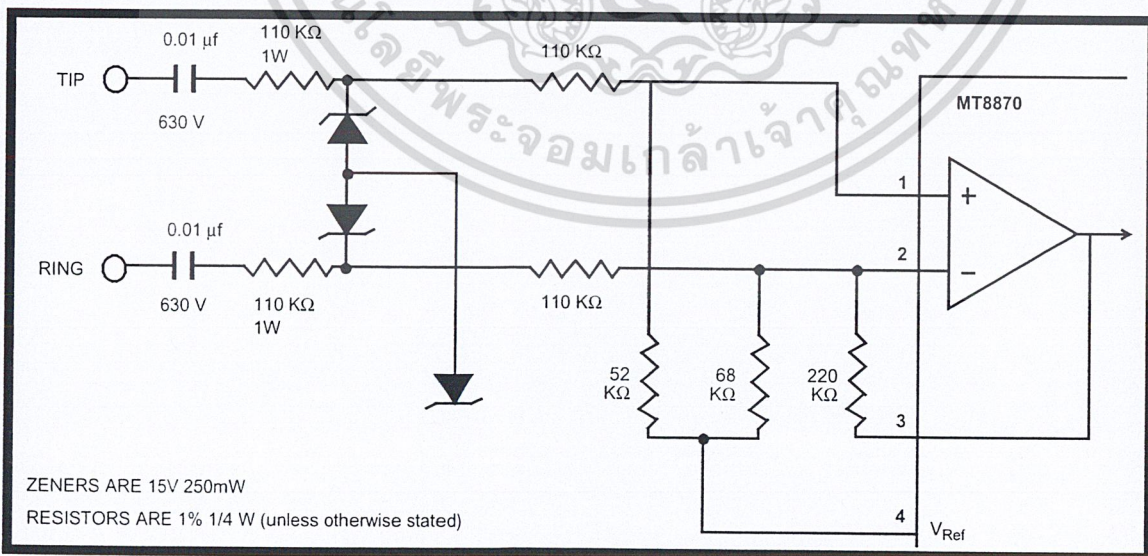 0.01 µf
110 KΩ
1W
110 KΩ
TIP
630 V
MT8870
1
+
0.01 µf
RING
2
−
630 V
110 KΩ
1W
110 KΩ
52
KΩ
68
KΩ
220
KΩ
3
ZENERS ARE 15V 250mW
RESISTORS ARE 1% 1/4 W (unless otherwise stated)
4
VRef